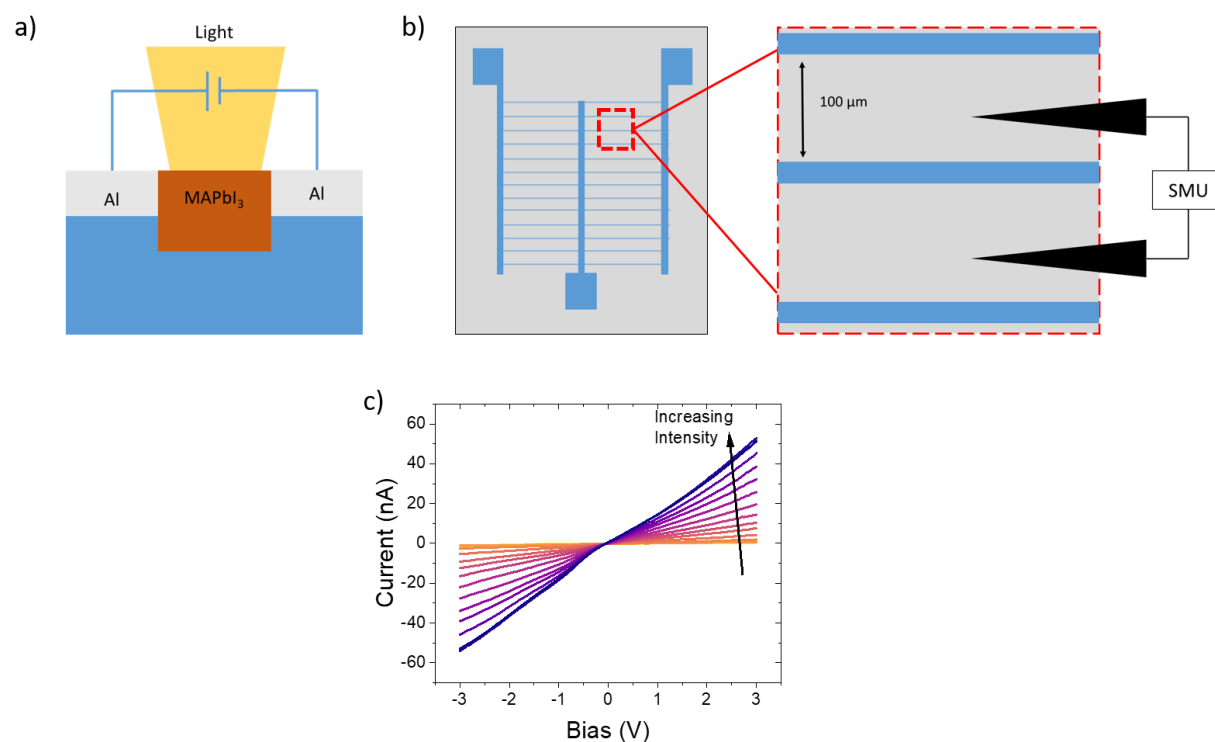 a)
Light
Al
MAPbI₃
Al
b)
100 μm
SMU
c)
Increasing
Intensity
Current (nA)
60
40
20
0
-20
-40
-60
-3
-2
-1
0
1
2
3
Bias (V)